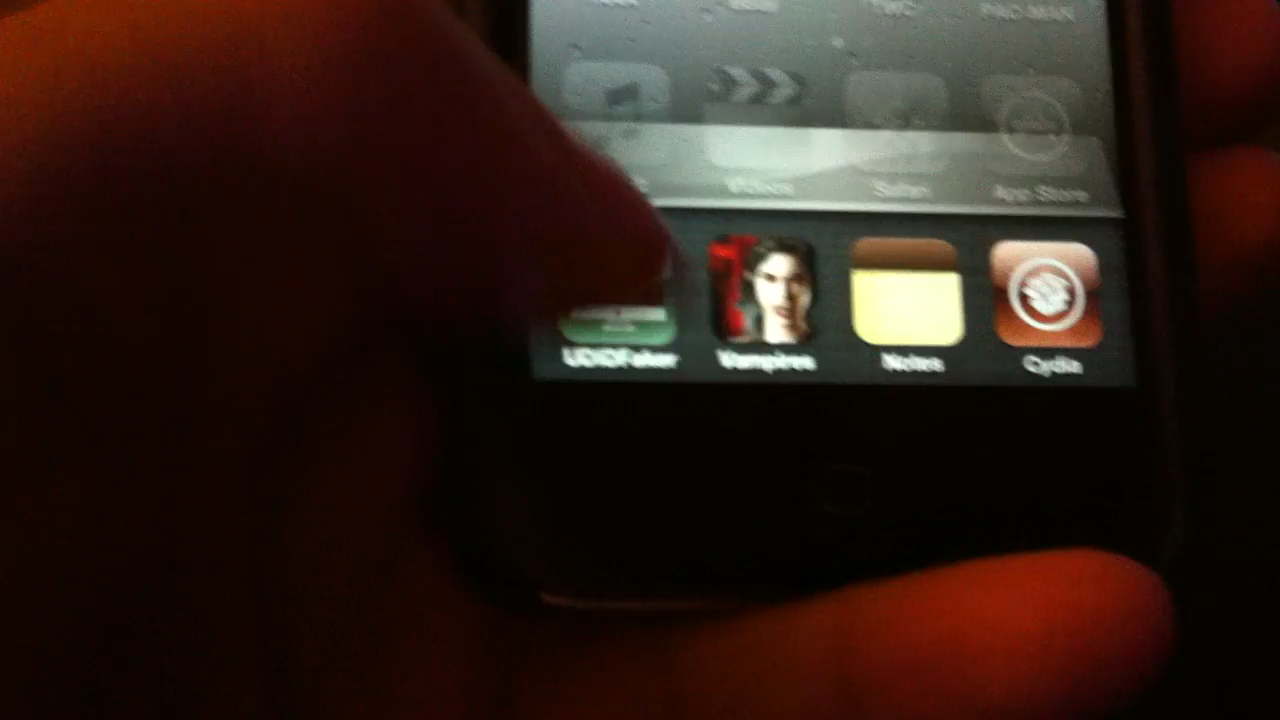 PAC-MAN
Videos Safari App Store
UDIDFaker Vampires Notes Cydia